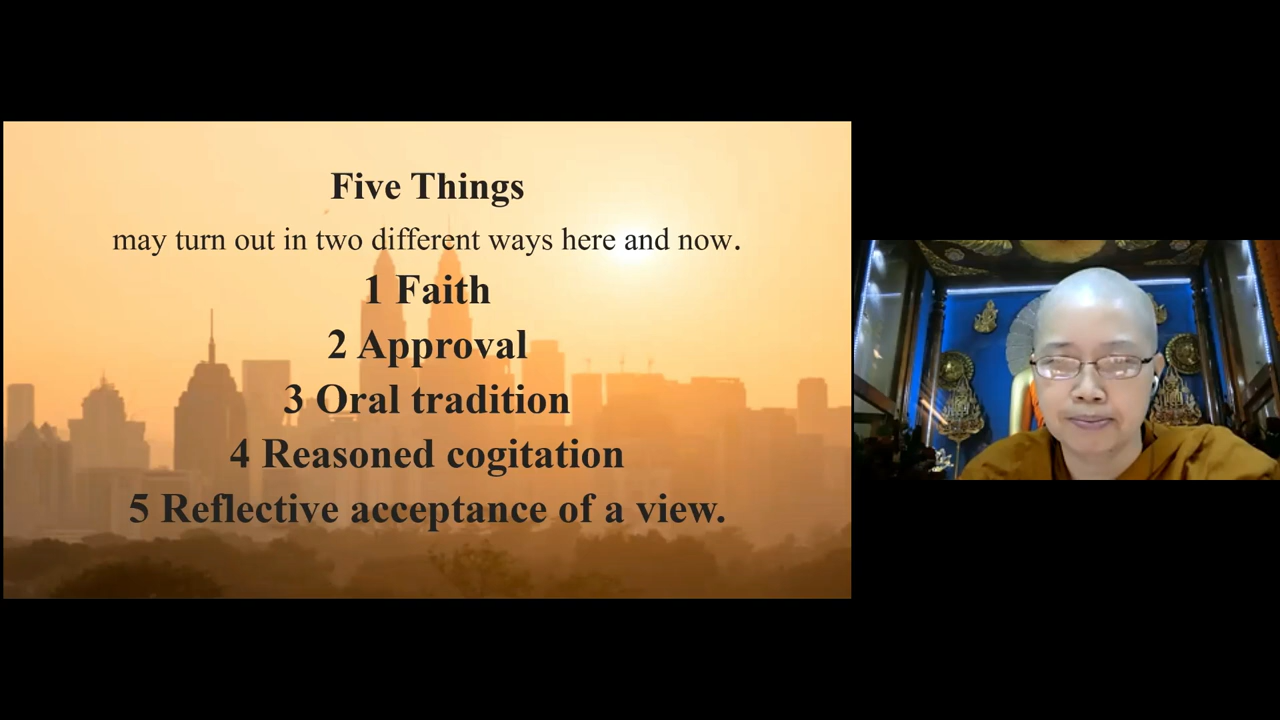 Five Things
may turn out in two different ways here and now.
1 Faith
2 Approval
3 Oral tradition
4 Reasoned cogitation
5 Reflective acceptance of a view.